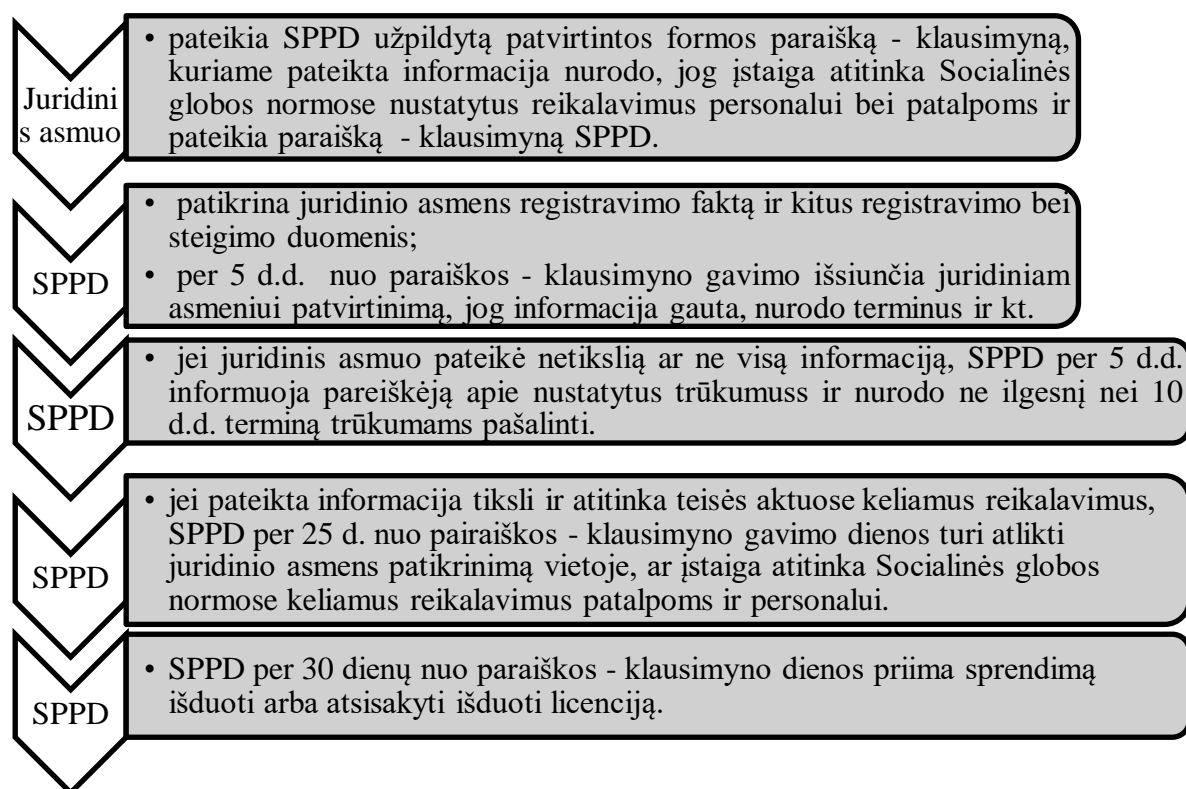 Juridini
s asmuo
• pateikia SPPD užpildytą patvirtintos formos paraišką - klausimyną,
kuriame pateikta informacija nurodo, jog įstaiga atitinka Socialinės
globos normose nustatytus reikalavimus personalui bei patalpoms ir
pateikia paraišką - klausimyną SPPD.
SPPD
• patikrina juridinio asmens registravimo faktą ir kitus registravimo bei
steigimo duomenis;
• per 5 d.d. nuo paraiškos - klausimyno gavimo išsiunčia juridiniam
asmeniui patvirtinimą, jog informacija gauta, nurodo terminus ir kt.
SPPD
• jei juridinis asmuo pateikė netikslią ar ne visą informaciją, SPPD per 5 d.d.
informuoja pareiškėją apie nustatytus trūkumuss ir nurodo ne ilgesnį nei 10
d.d. terminą trūkumams pašalinti.
SPPD
• jei pateikta informacija tiksli ir atitinka teisės aktuose keliamus reikalavimus,
SPPD per 25 d. nuo pairaiškos - klausimyno gavimo dienos turi atlikti
juridinio asmens patikrinimą vietoje, ar įstaiga atitinka Socialinės globos
normose keliamus reikalavimus patalpoms ir personalui.
SPPD
• SPPD per 30 dienų nuo paraiškos - klausimyno dienos priima sprendimą
išduoti arba atsisakyti išduoti licenciją.